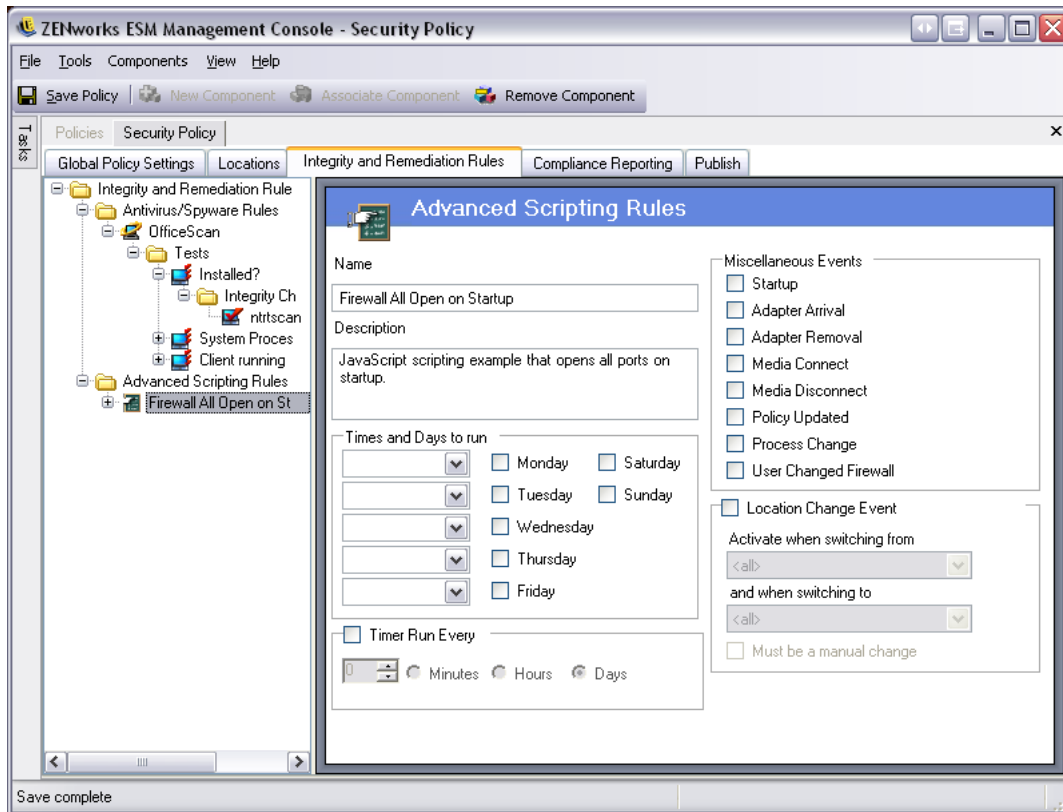 ZENworks ESM Management Console - Security Policy
File Tools Components View Help
Save Policy New Component Associate Component Remove Component
Tasks
Policies Security Policy
Global Policy Settings Locations Integrity and Remediation Rules Compliance Reporting Publish
Integrity and Remediation Rule
Antivirus/Spyware Rules
OfficeScan
Tests
Installed?
Integrity Ch
ntrtscan
System Proces
Client running
Advanced Scripting Rules
Firewall All Open on St
Advanced Scripting Rules
Name
Firewall All Open on Startup
Description
JavaScript scripting example that opens all ports on
startup.
Times and Days to run
Monday Saturday
Tuesday Sunday
Wednesday
Thursday
Friday
Timer Run Every
0 Minutes Hours Days
Miscellaneous Events
Startup
Adapter Arrival
Adapter Removal
Media Connect
Media Disconnect
Policy Updated
Process Change
User Changed Firewall
Location Change Event
Activate when switching from
<all>
and when switching to
<all>
Must be a manual change
Save complete